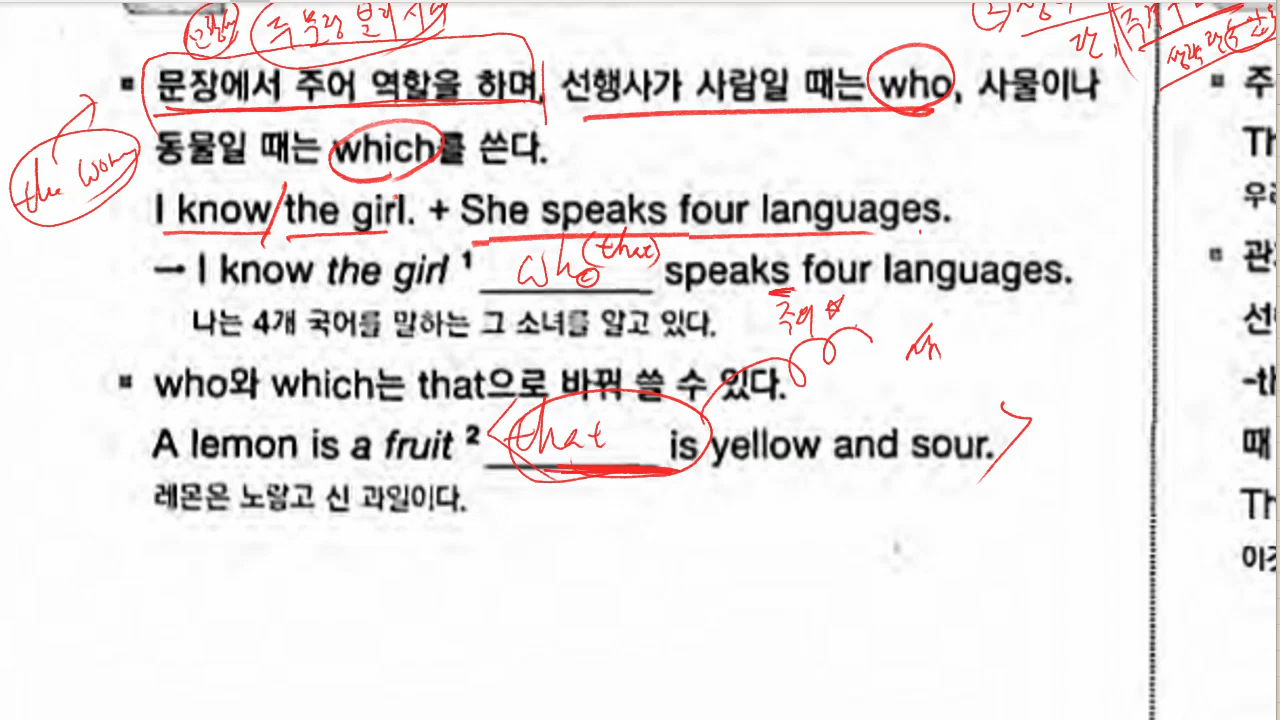 주
■ 문장에서 주어 역할을 하며, 선행사가 사람일 때는 who, 사물이나
동물일 때는 which를 쓴다.
the
I know the girl. + She speaks four languages.
→ I know the girl ¹ who (that) speaks four languages.
주어
나는 4개 국어를 말하는 그 소녀를 알고 있다.
■ who와 which는 that으로 바꿔 쓸 수 있다.
A lemon is a fruit ² that is yellow and sour.
레몬은 노랗고 신 과일이다.
■ 주
Th
우리
■ 관
선
-th
때
Th
이것